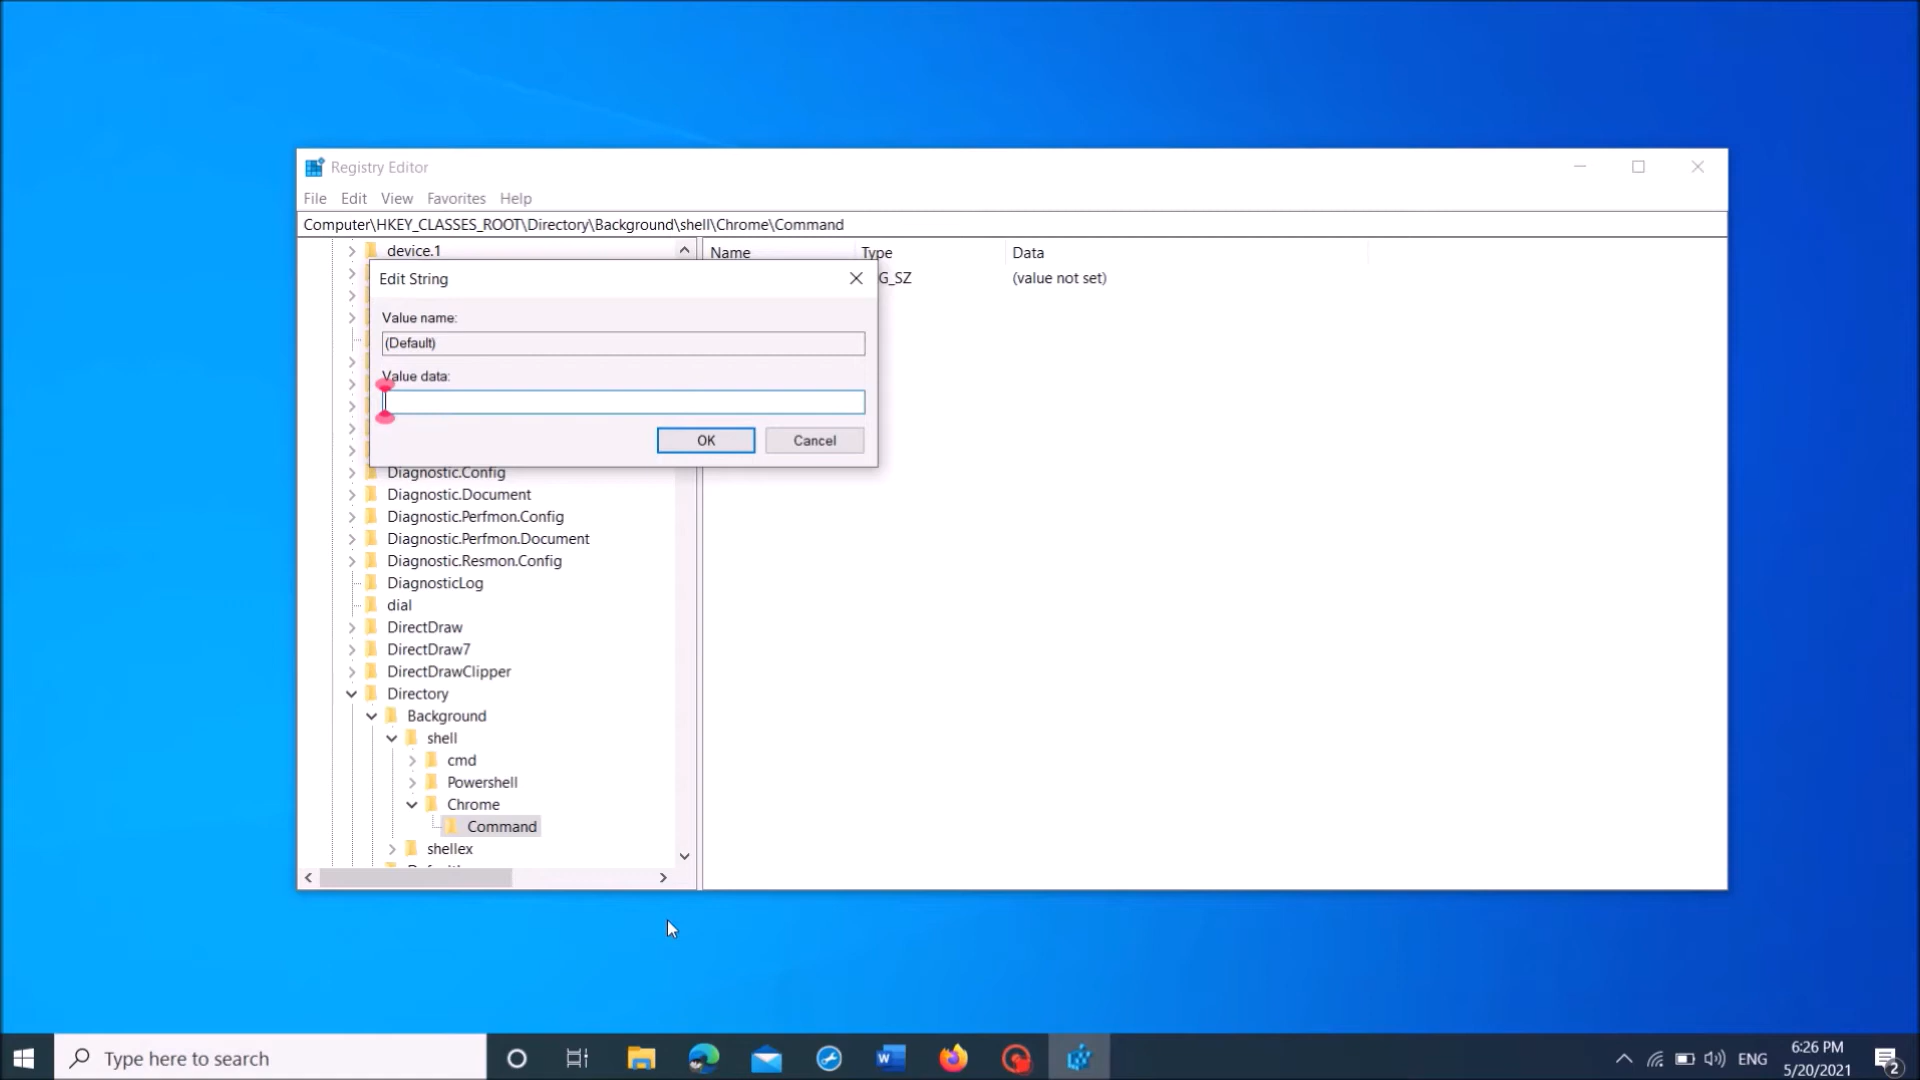 Registry Editor
File Edit View Favorites Help
Computer\HKEY_CLASSES_ROOT\Directory\Background\shell\Chrome\Command
device.1
Name Type Data
G_SZ (value not set)
Edit String
Value name:
(Default)
Value data:
OK Cancel
Diagnostic.Config
Diagnostic.Document
Diagnostic.Perfmon.Config
Diagnostic.Perfmon.Document
Diagnostic.Resmon.Config
DiagnosticLog
dial
DirectDraw
DirectDraw7
DirectDrawClipper
Directory
Background
shell
cmd
Powershell
Chrome
Command
shellex
Type here to search
ENG
6:26 PM
5/20/2021
2